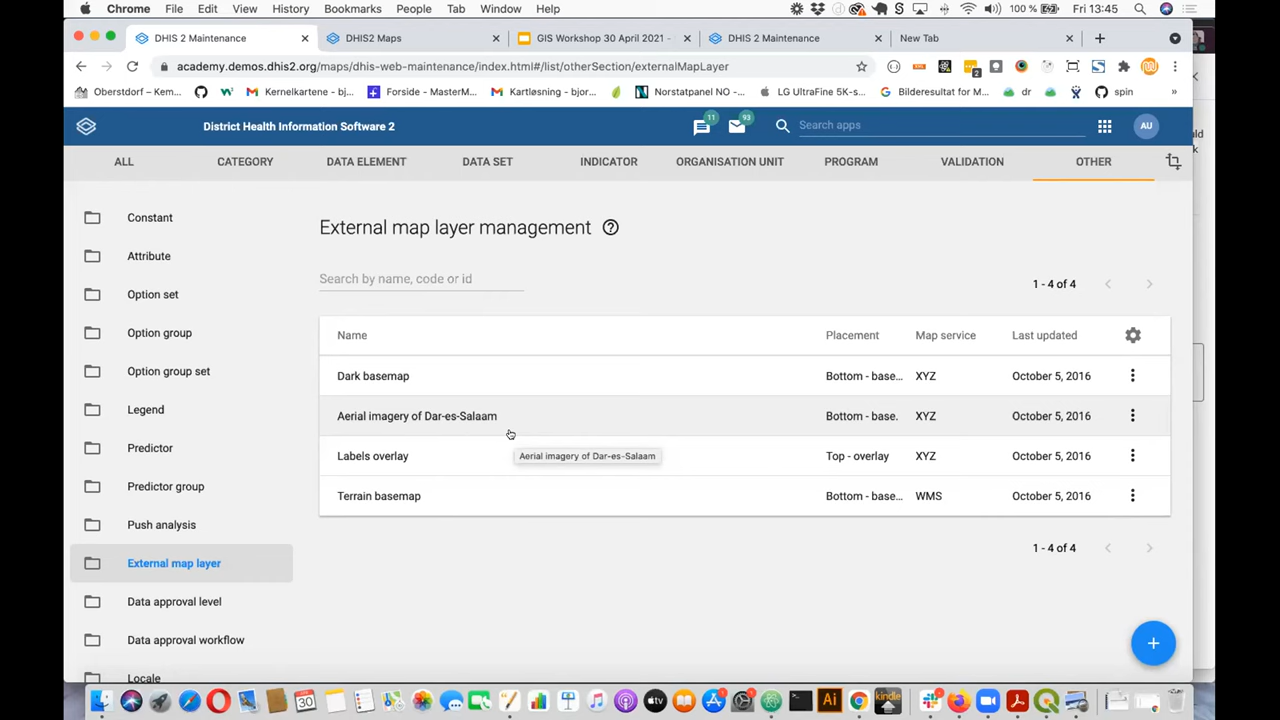 Chrome File Edit View History Bookmarks People Tab Window Help 100 % Fri 13:45
DHIS 2 Maintenance DHIS2 Maps GIS Workshop 30 April 2021 - DHIS 2 Maintenance New Tab
academy.demos.dhis2.org/maps/dhis-web-maintenance/index.html#/list/otherSection/externalMapLayer
Oberstdorf – Kem... Kernelkartene - bj... Forside - MasterM... Kartløsning - bjor... Norstatpanel NO -... LG UltraFine 5K-s... Bilderesultat for M... dr spin »
District Health Information Software 2 11 93 Search apps AU
ALL CATEGORY DATA ELEMENT DATA SET INDICATOR ORGANISATION UNIT PROGRAM VALIDATION OTHER
Constant
Attribute
Option set
Option group
Option group set
Legend
Predictor
Predictor group
Push analysis
External map layer
Data approval level
Data approval workflow
Locale
External map layer management
Search by name, code or id
1 - 4 of 4
Name Placement Map service Last updated
Dark basemap Bottom - base... XYZ October 5, 2016
Aerial imagery of Dar-es-Salaam Bottom - base. XYZ October 5, 2016
Labels overlay Top - overlay XYZ October 5, 2016
Aerial imagery of Dar-es-Salaam
Terrain basemap Bottom - base... WMS October 5, 2016
1 - 4 of 4
+
30 Ai kindle